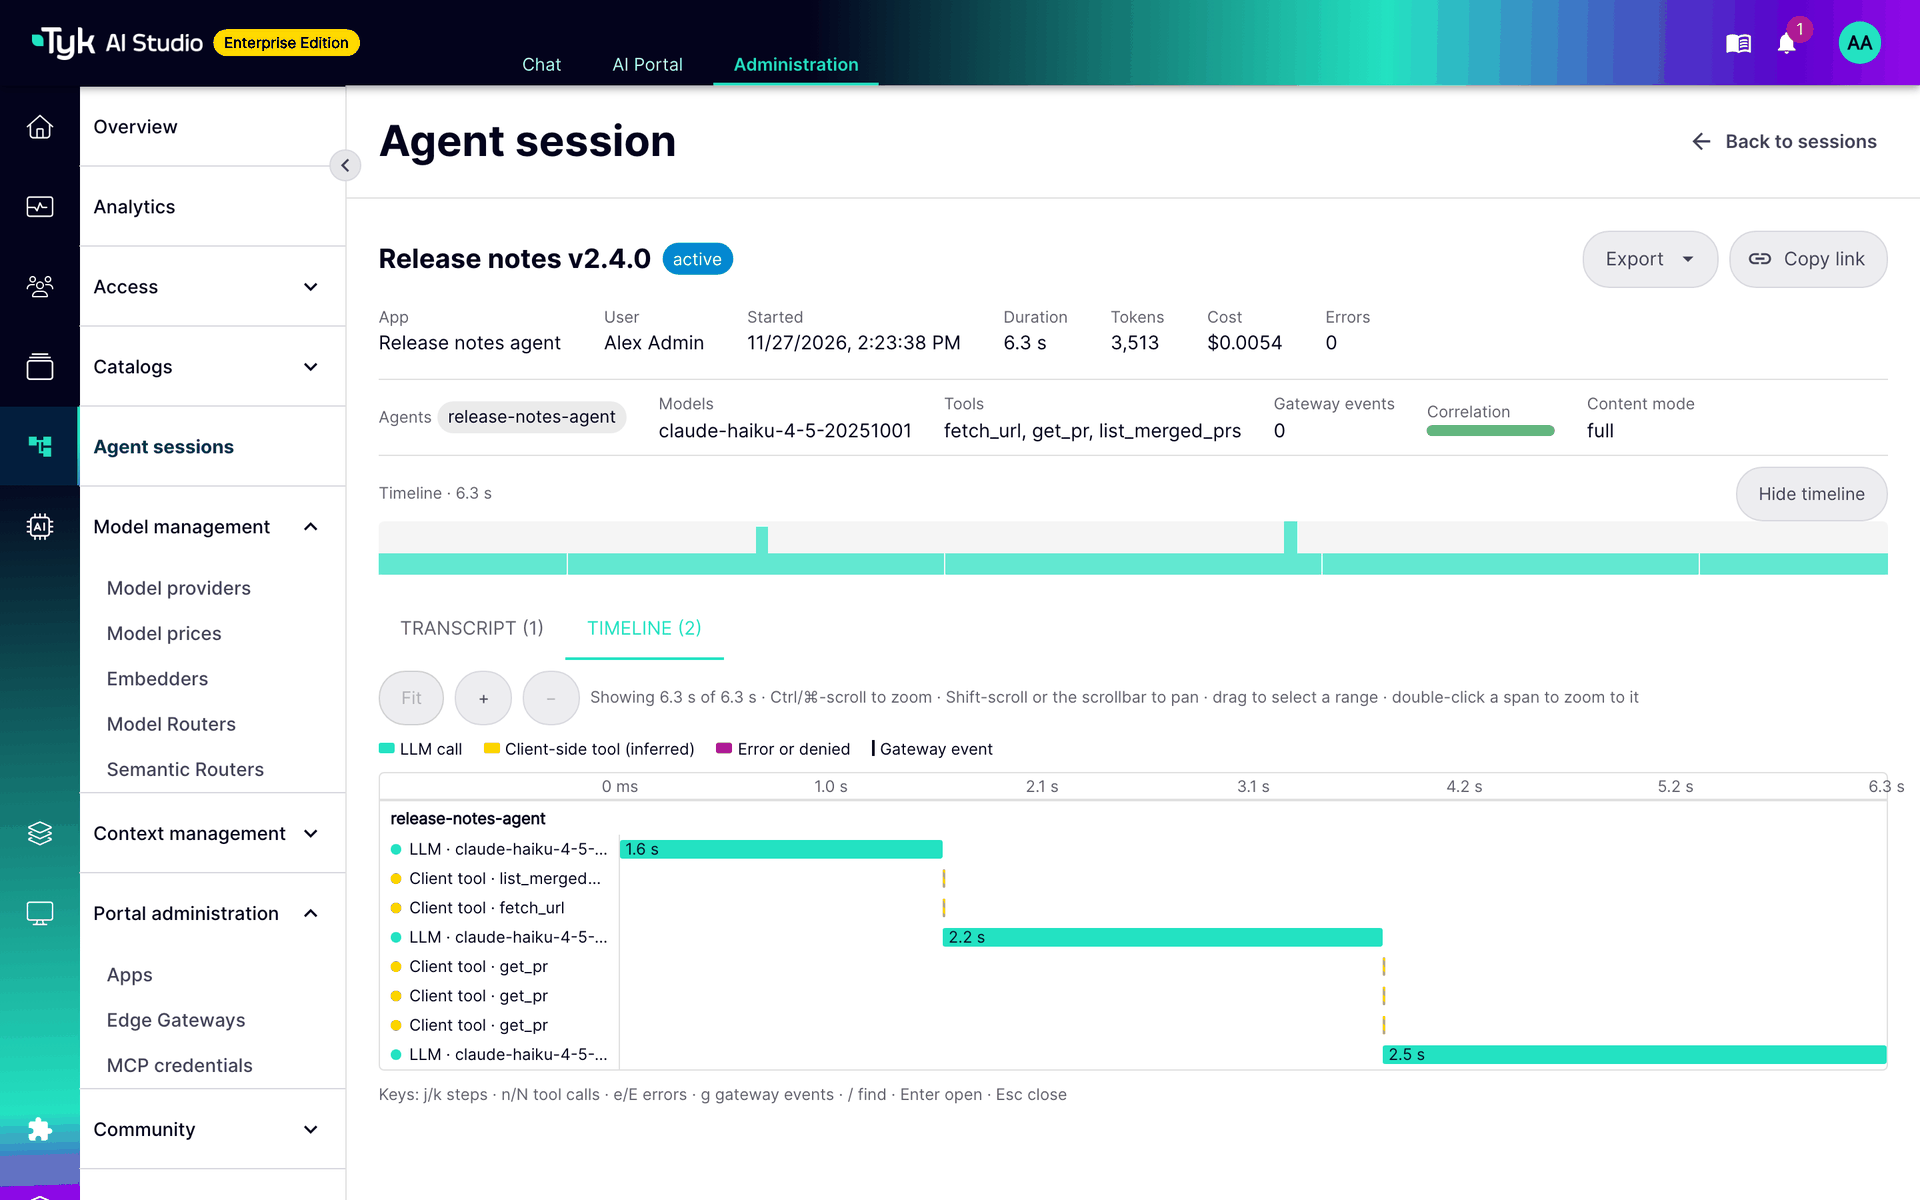 Tyk AI Studio Enterprise Edition
Chat
AI Portal
Administration
1
AA
Overview
Analytics
Access
Catalogs
Agent sessions
AI
Model management
Model providers
Model prices
Embedders
Model Routers
Semantic Routers
Context management
Portal administration
Apps
Edge Gateways
MCP credentials
Community
Agent session
Back to sessions
Release notes v2.4.0 active
Export
Copy link
App
Release notes agent
User
Alex Admin
Started
11/27/2026, 2:23:38 PM
Duration
6.3 s
Tokens
3,513
Cost
$0.0054
Errors
0
Agents release-notes-agent
Models
claude-haiku-4-5-20251001
Tools
fetch_url, get_pr, list_merged_prs
Gateway events
0
Correlation
Content mode
full
Timeline · 6.3 s
Hide timeline
TRANSCRIPT (1)
TIMELINE (2)
Fit
+
−
Showing 6.3 s of 6.3 s · Ctrl/⌘-scroll to zoom · Shift-scroll or the scrollbar to pan · drag to select a range · double-click a span to zoom to it
LLM call
Client-side tool (inferred)
Error or denied
Gateway event
0 ms 1.0 s 2.1 s 3.1 s 4.2 s 5.2 s 6.3 s
release-notes-agent
LLM · claude-haiku-4-5-... 1.6 s
Client tool · list_merged...
Client tool · fetch_url
LLM · claude-haiku-4-5-... 2.2 s
Client tool · get_pr
Client tool · get_pr
Client tool · get_pr
LLM · claude-haiku-4-5-... 2.5 s
Keys: j/k steps · n/N tool calls · e/E errors · g gateway events · / find · Enter open · Esc close